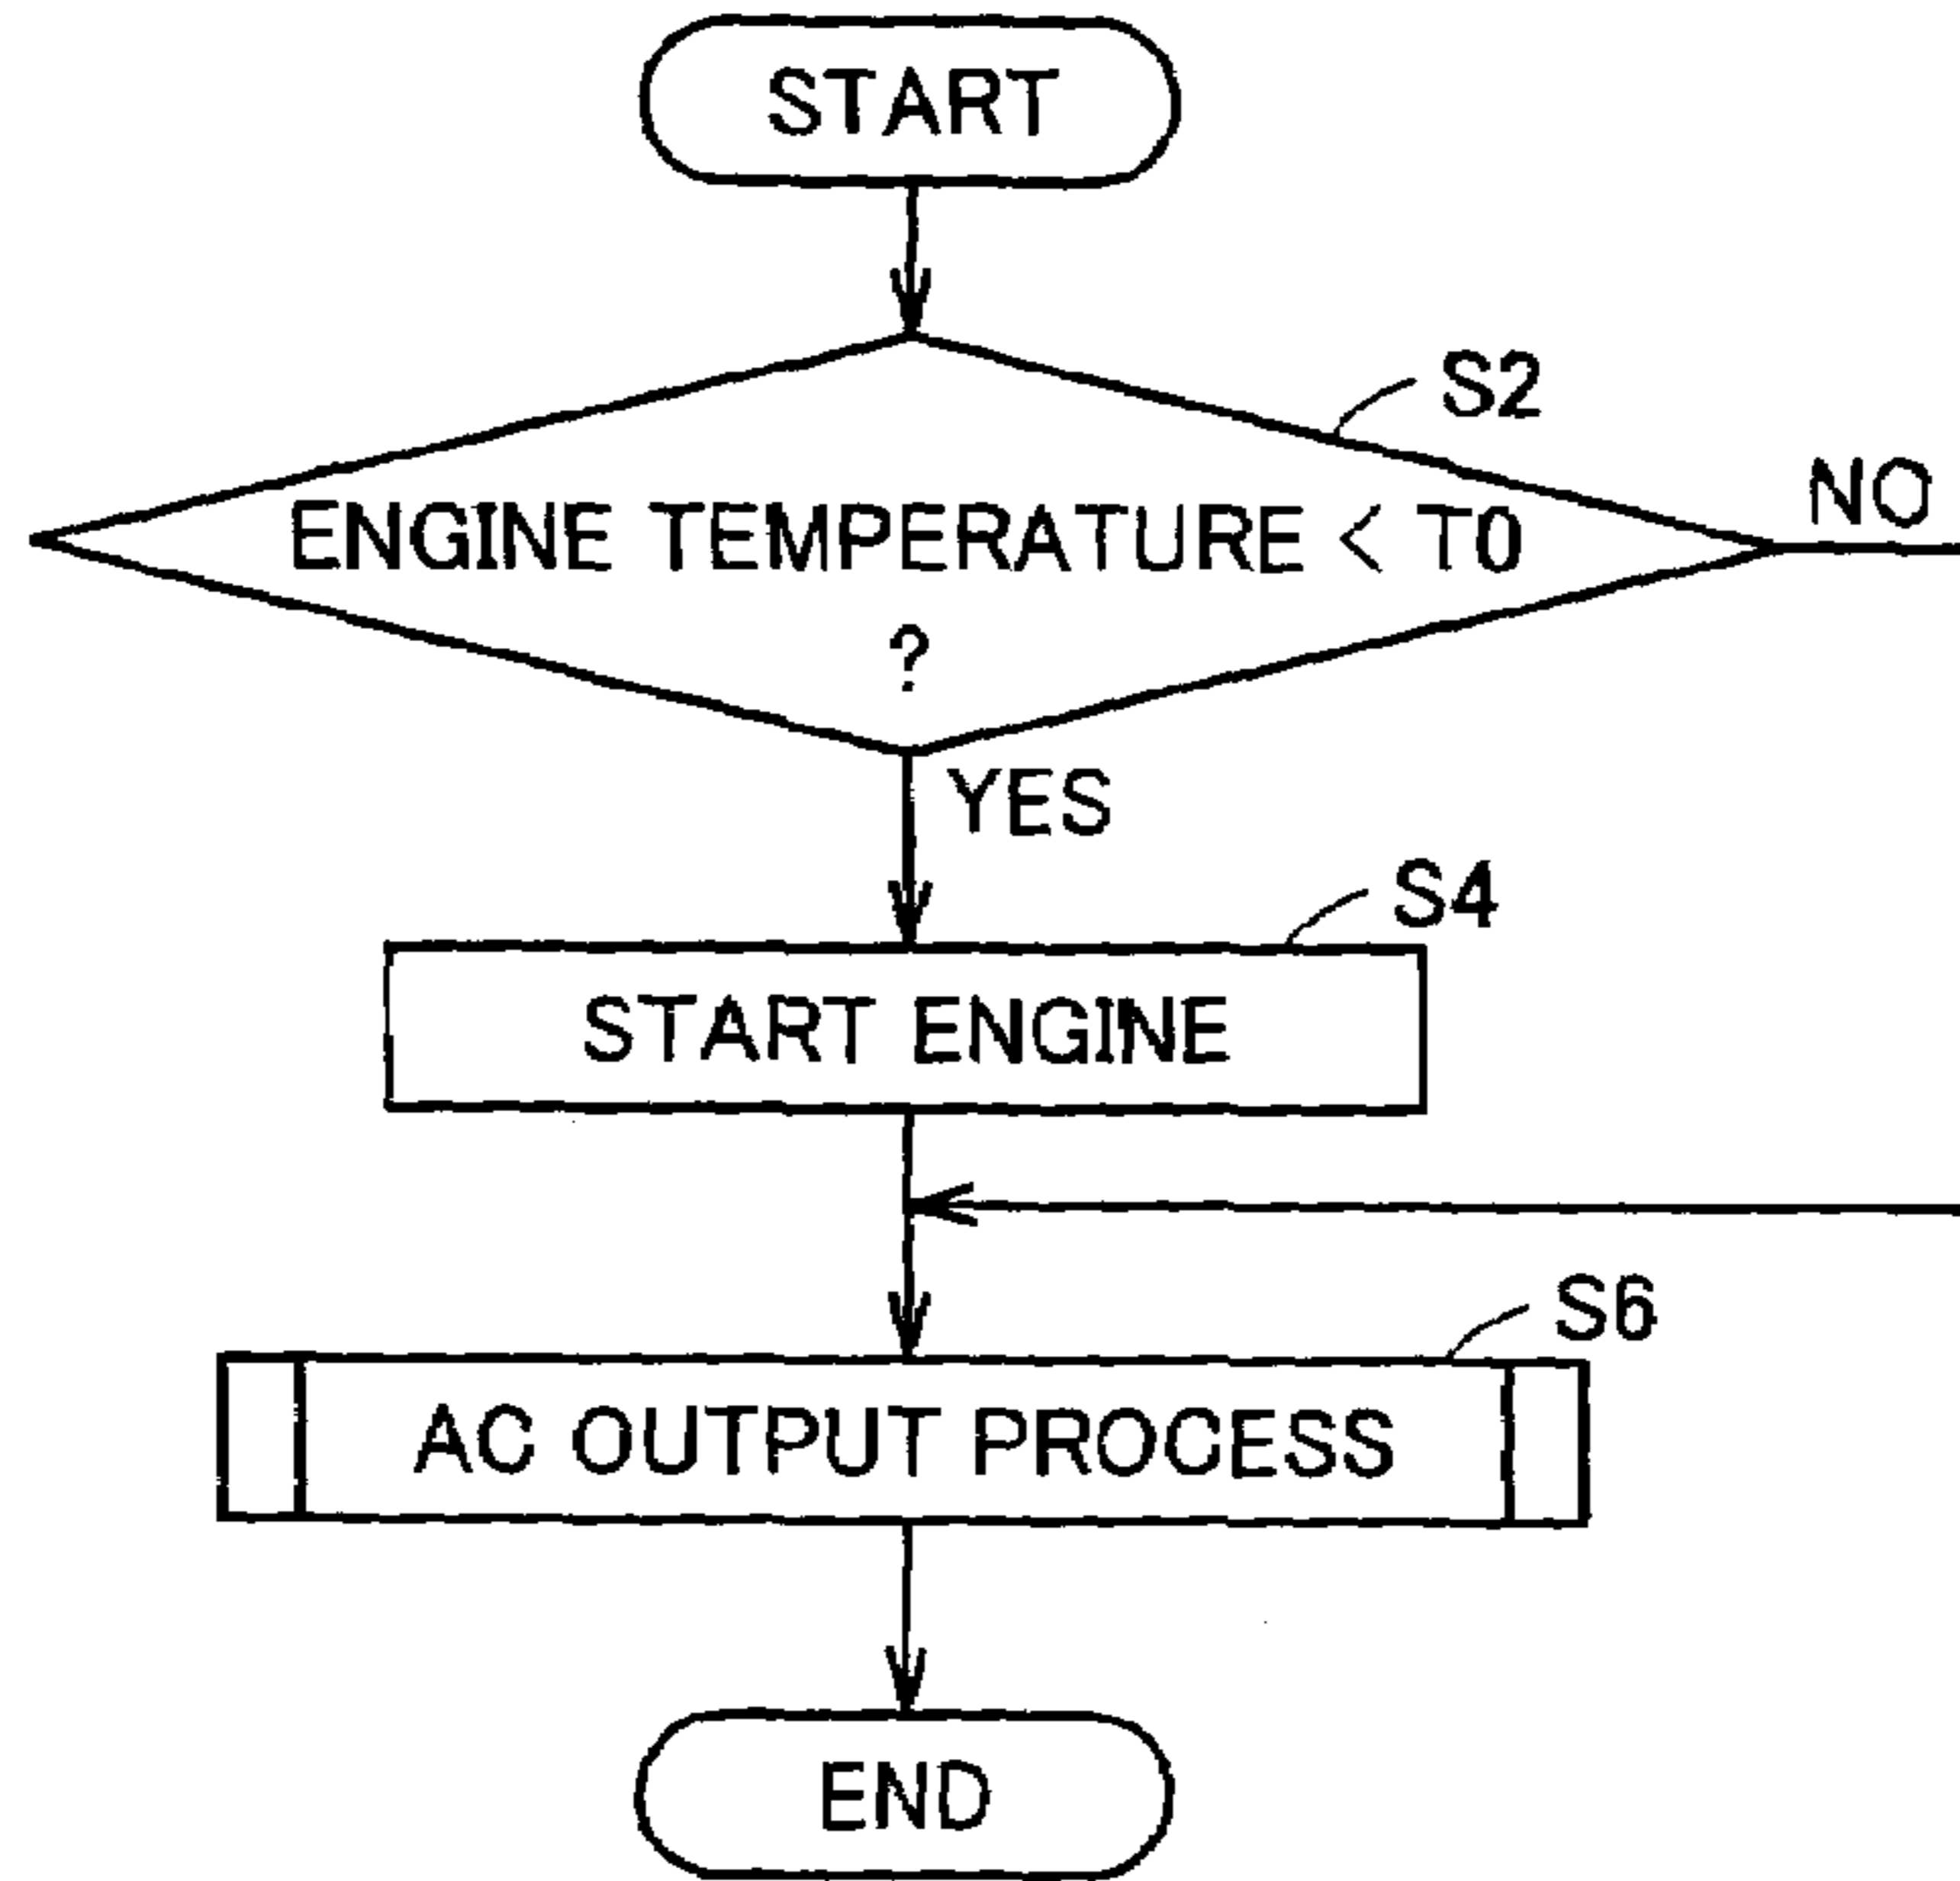 START
S2
NO
ENGINE TEMPERATURE < T0
?
YES
S4
START ENGINE
S6
AC OUTPUT PROCESS
END